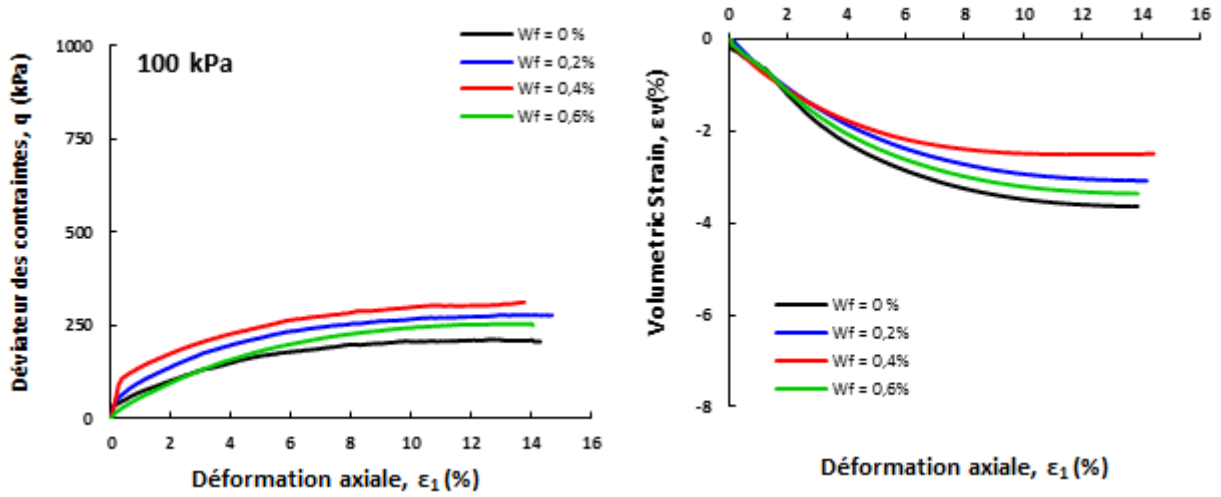 100 kPa
Wf = 0 %
Wf = 0,2%
Wf = 0,4%
Wf = 0,6%
1000
750
500
250
0
Déviateur des contraintes, q (kPa)
0 2 4 6 8 10 12 14 16
Déformation axiale, ε1 (%)
0 2 4 6 8 10 12 14 16
0
-2
-4
-6
-8
Volumetric Strain, εv(%)
Wf = 0 %
Wf = 0,2%
Wf = 0,4%
Wf = 0,6%
Déformation axiale, ε1 (%)